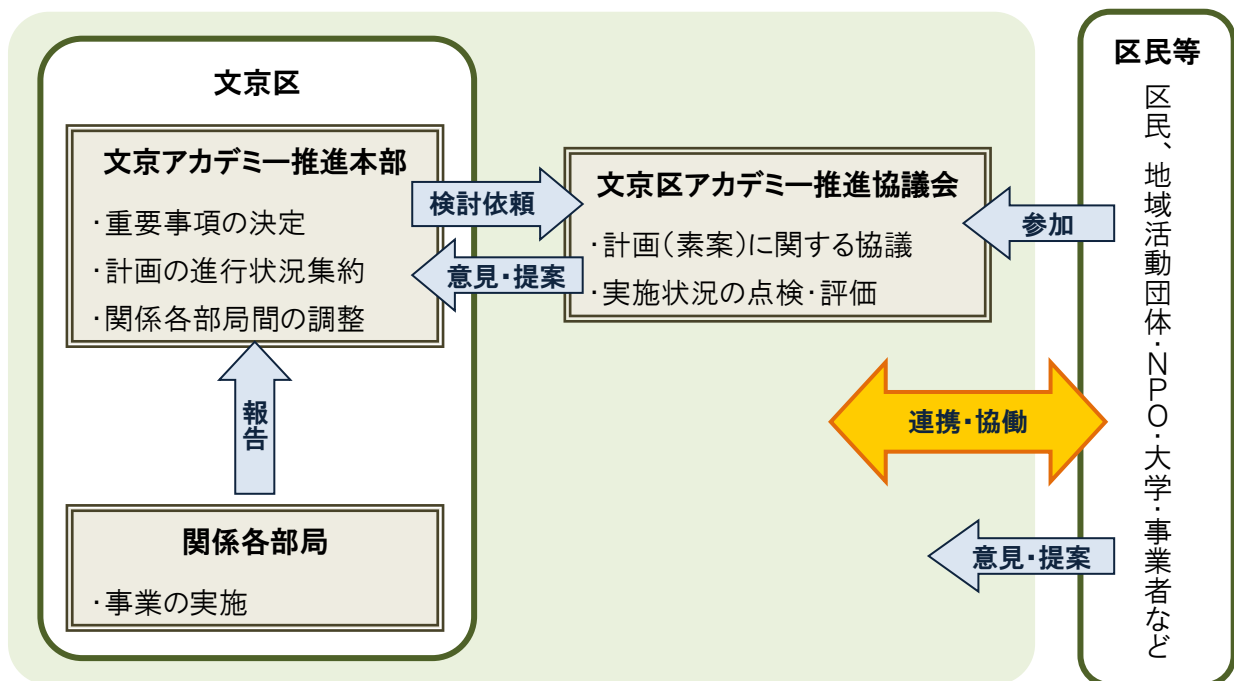 文京区
文京アカデミー推進本部
・重要事項の決定
・計画の進行状況集約
・関係各部局間の調整
検討依頼
意見・提案
文京区アカデミー推進協議会
・計画（素案）に関する協議
・実施状況の点検・評価
参加
報告
関係各部局
・事業の実施
連携・協働
意見・提案
区民等
区民、地域活動団体・NPO・大学・事業者など